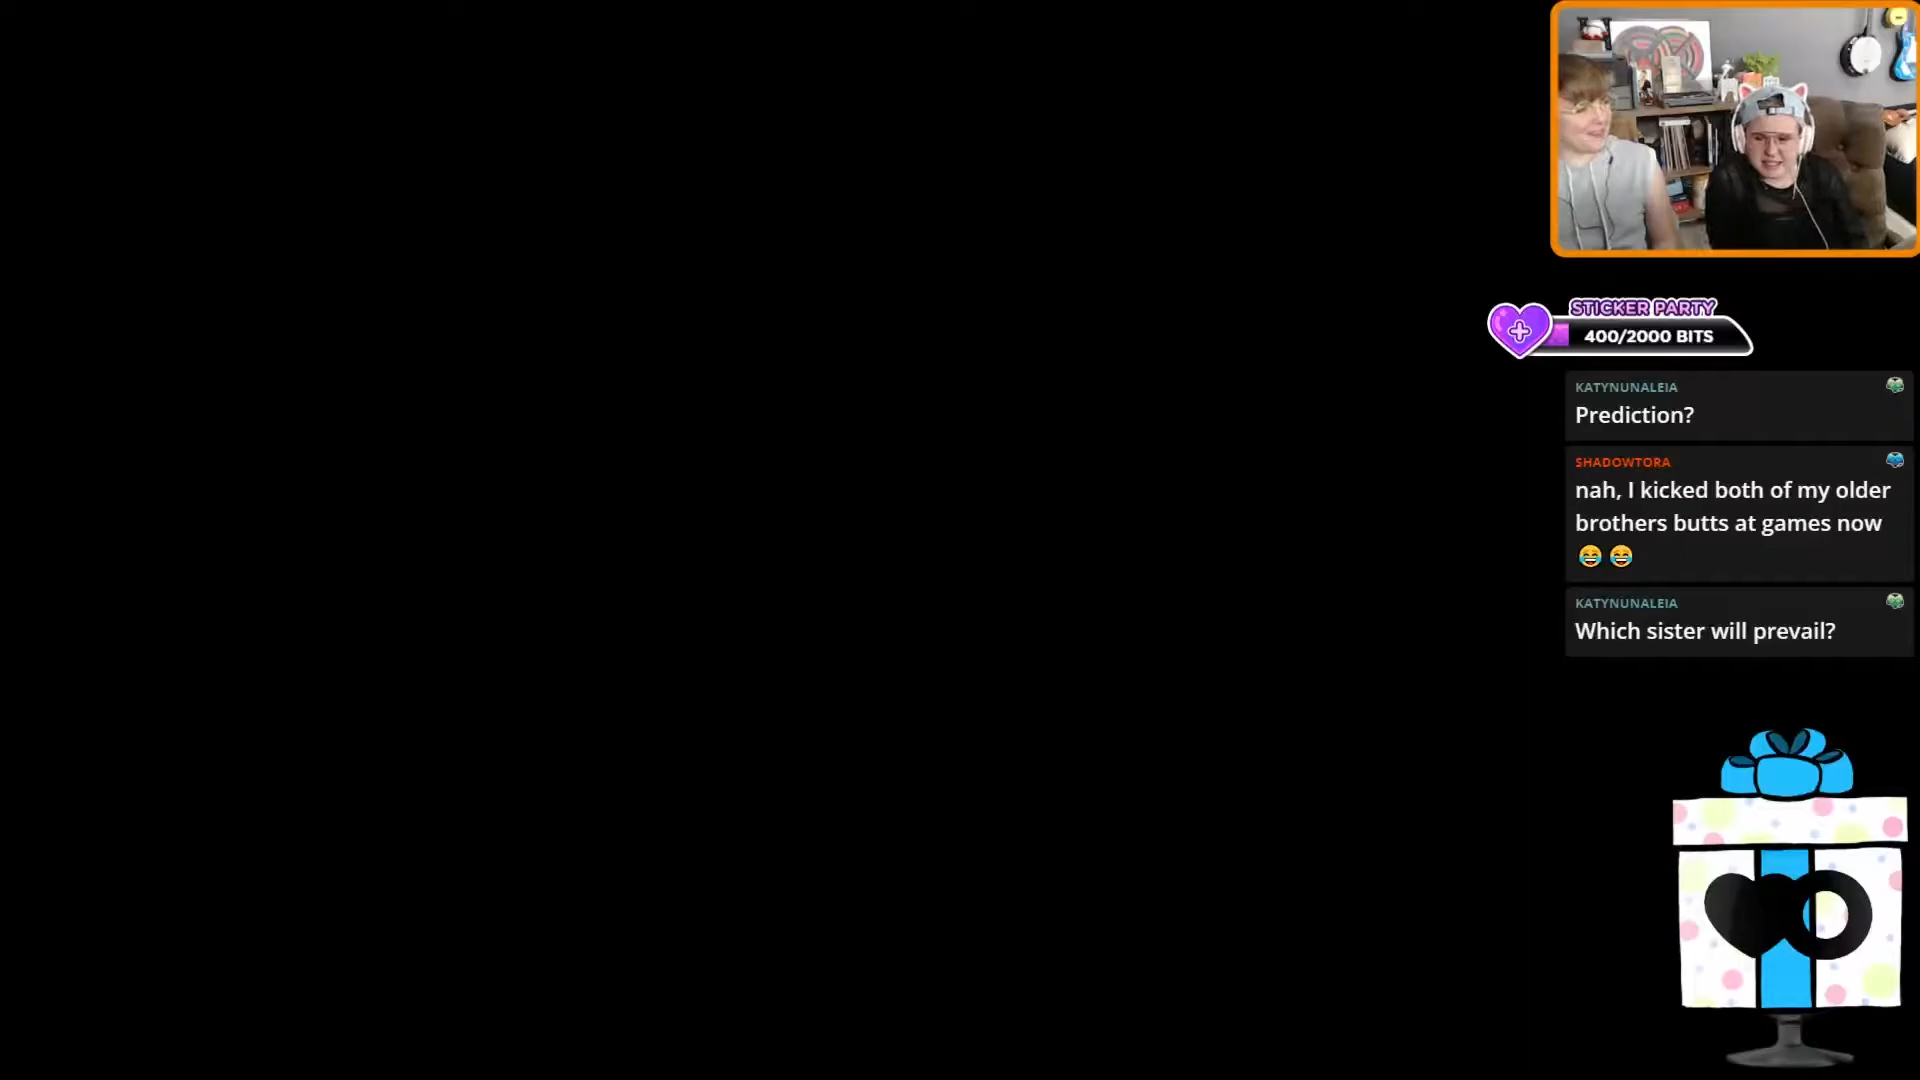 STICKER PARTY
400/2000 BITS
KATYNUNALEIA
Prediction?
SHADOWTORA
nah, I kicked both of my older
brothers butts at games now
😂 😂
KATYNUNALEIA
Which sister will prevail?